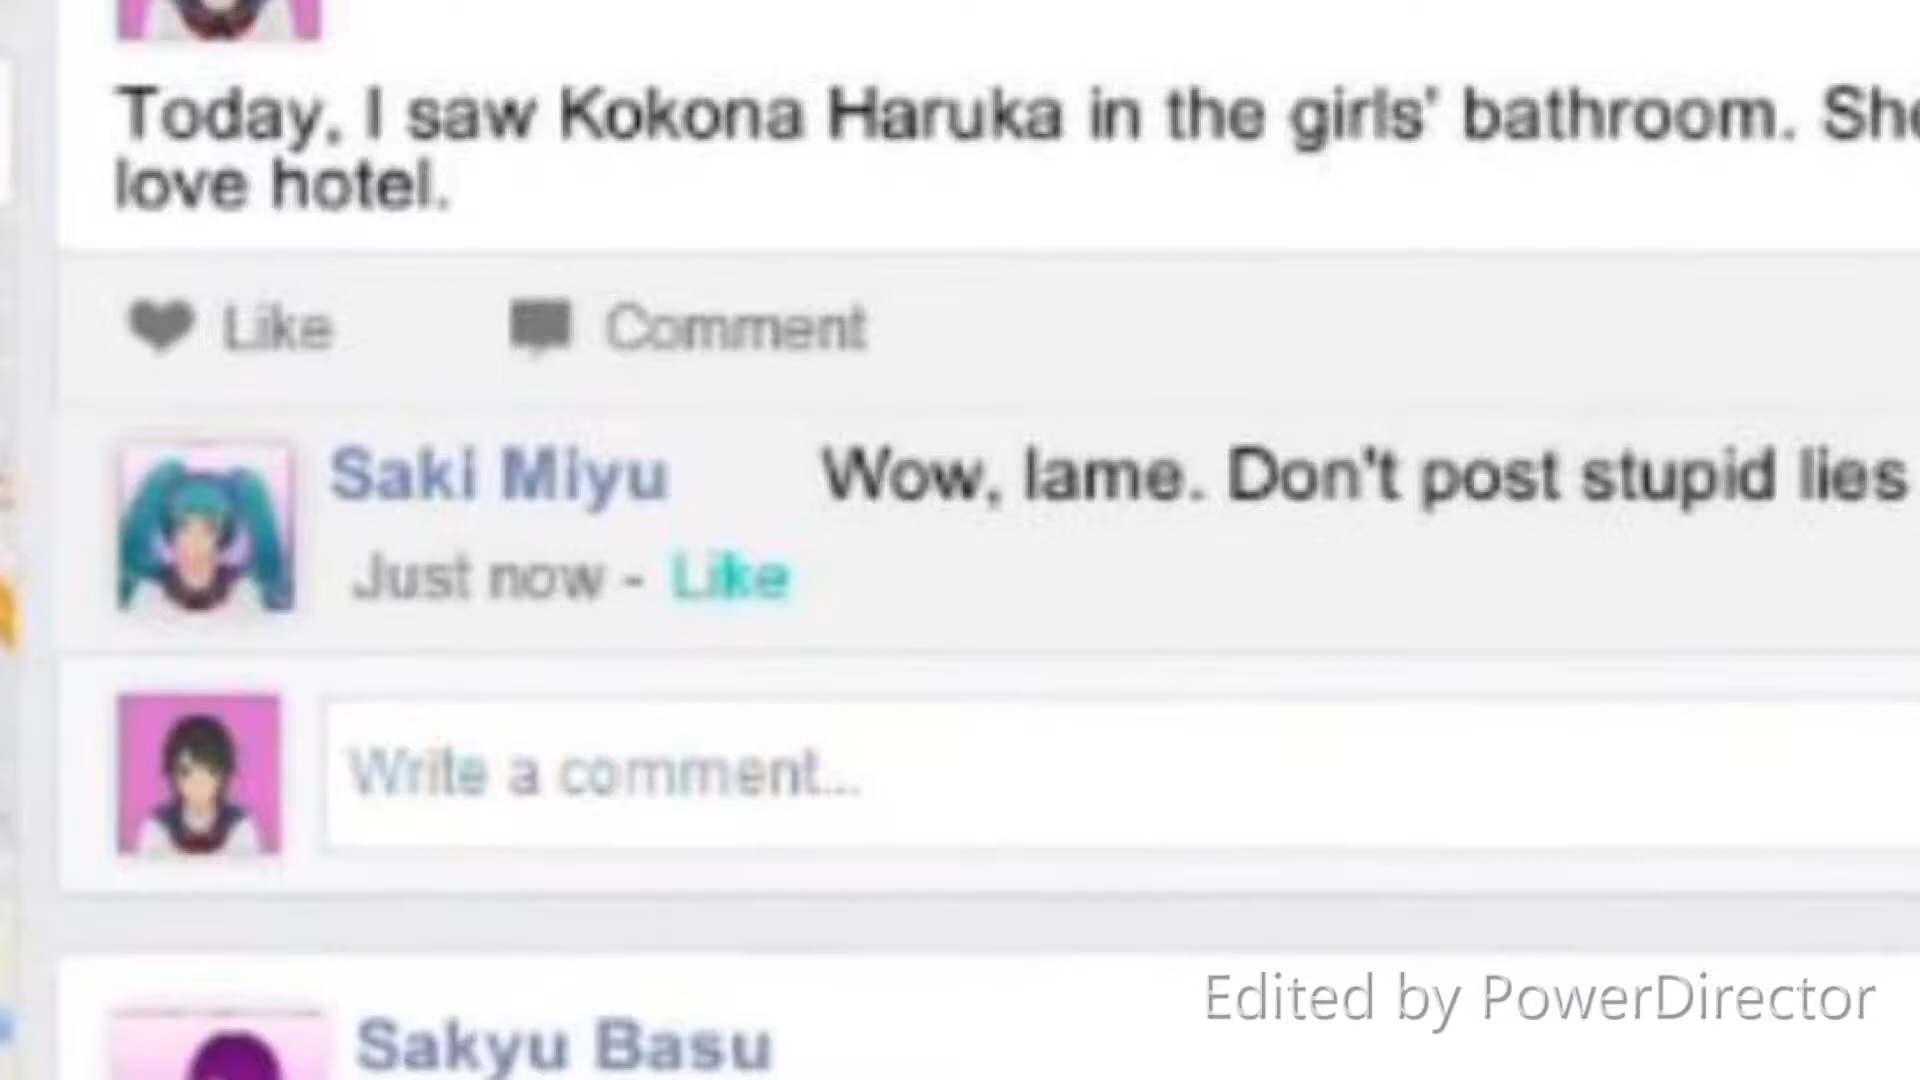 Today, I saw Kokona Haruka in the girls' bathroom. She
love hotel.
Like Comment
Saki Miyu Wow, lame. Don't post stupid lies
Just now - Like
Write a comment...
Edited by PowerDirector
Sakyu Basu